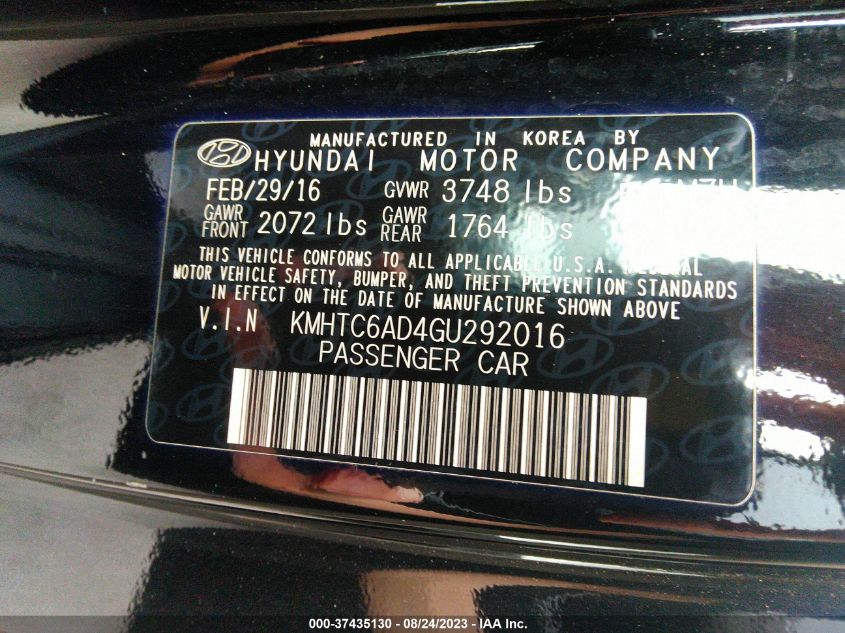 MANUFACTURED IN KOREA BY
HYUNDAI MOTOR COMPANY
FEB/29/16 GVWR 3748 lbs
GAWR FRONT 2072 lbs GAWR REAR 1764 lbs
THIS VEHICLE CONFORMS TO ALL APPLICABLE U.S.A. FEDERAL
MOTOR VEHICLE SAFETY, BUMPER, AND THEFT PREVENTION STANDARDS
IN EFFECT ON THE DATE OF MANUFACTURE SHOWN ABOVE
V.I.N KMHTC6AD4GU292016
PASSENGER CAR
000-37435130 - 08/24/2023 - IAA Inc.